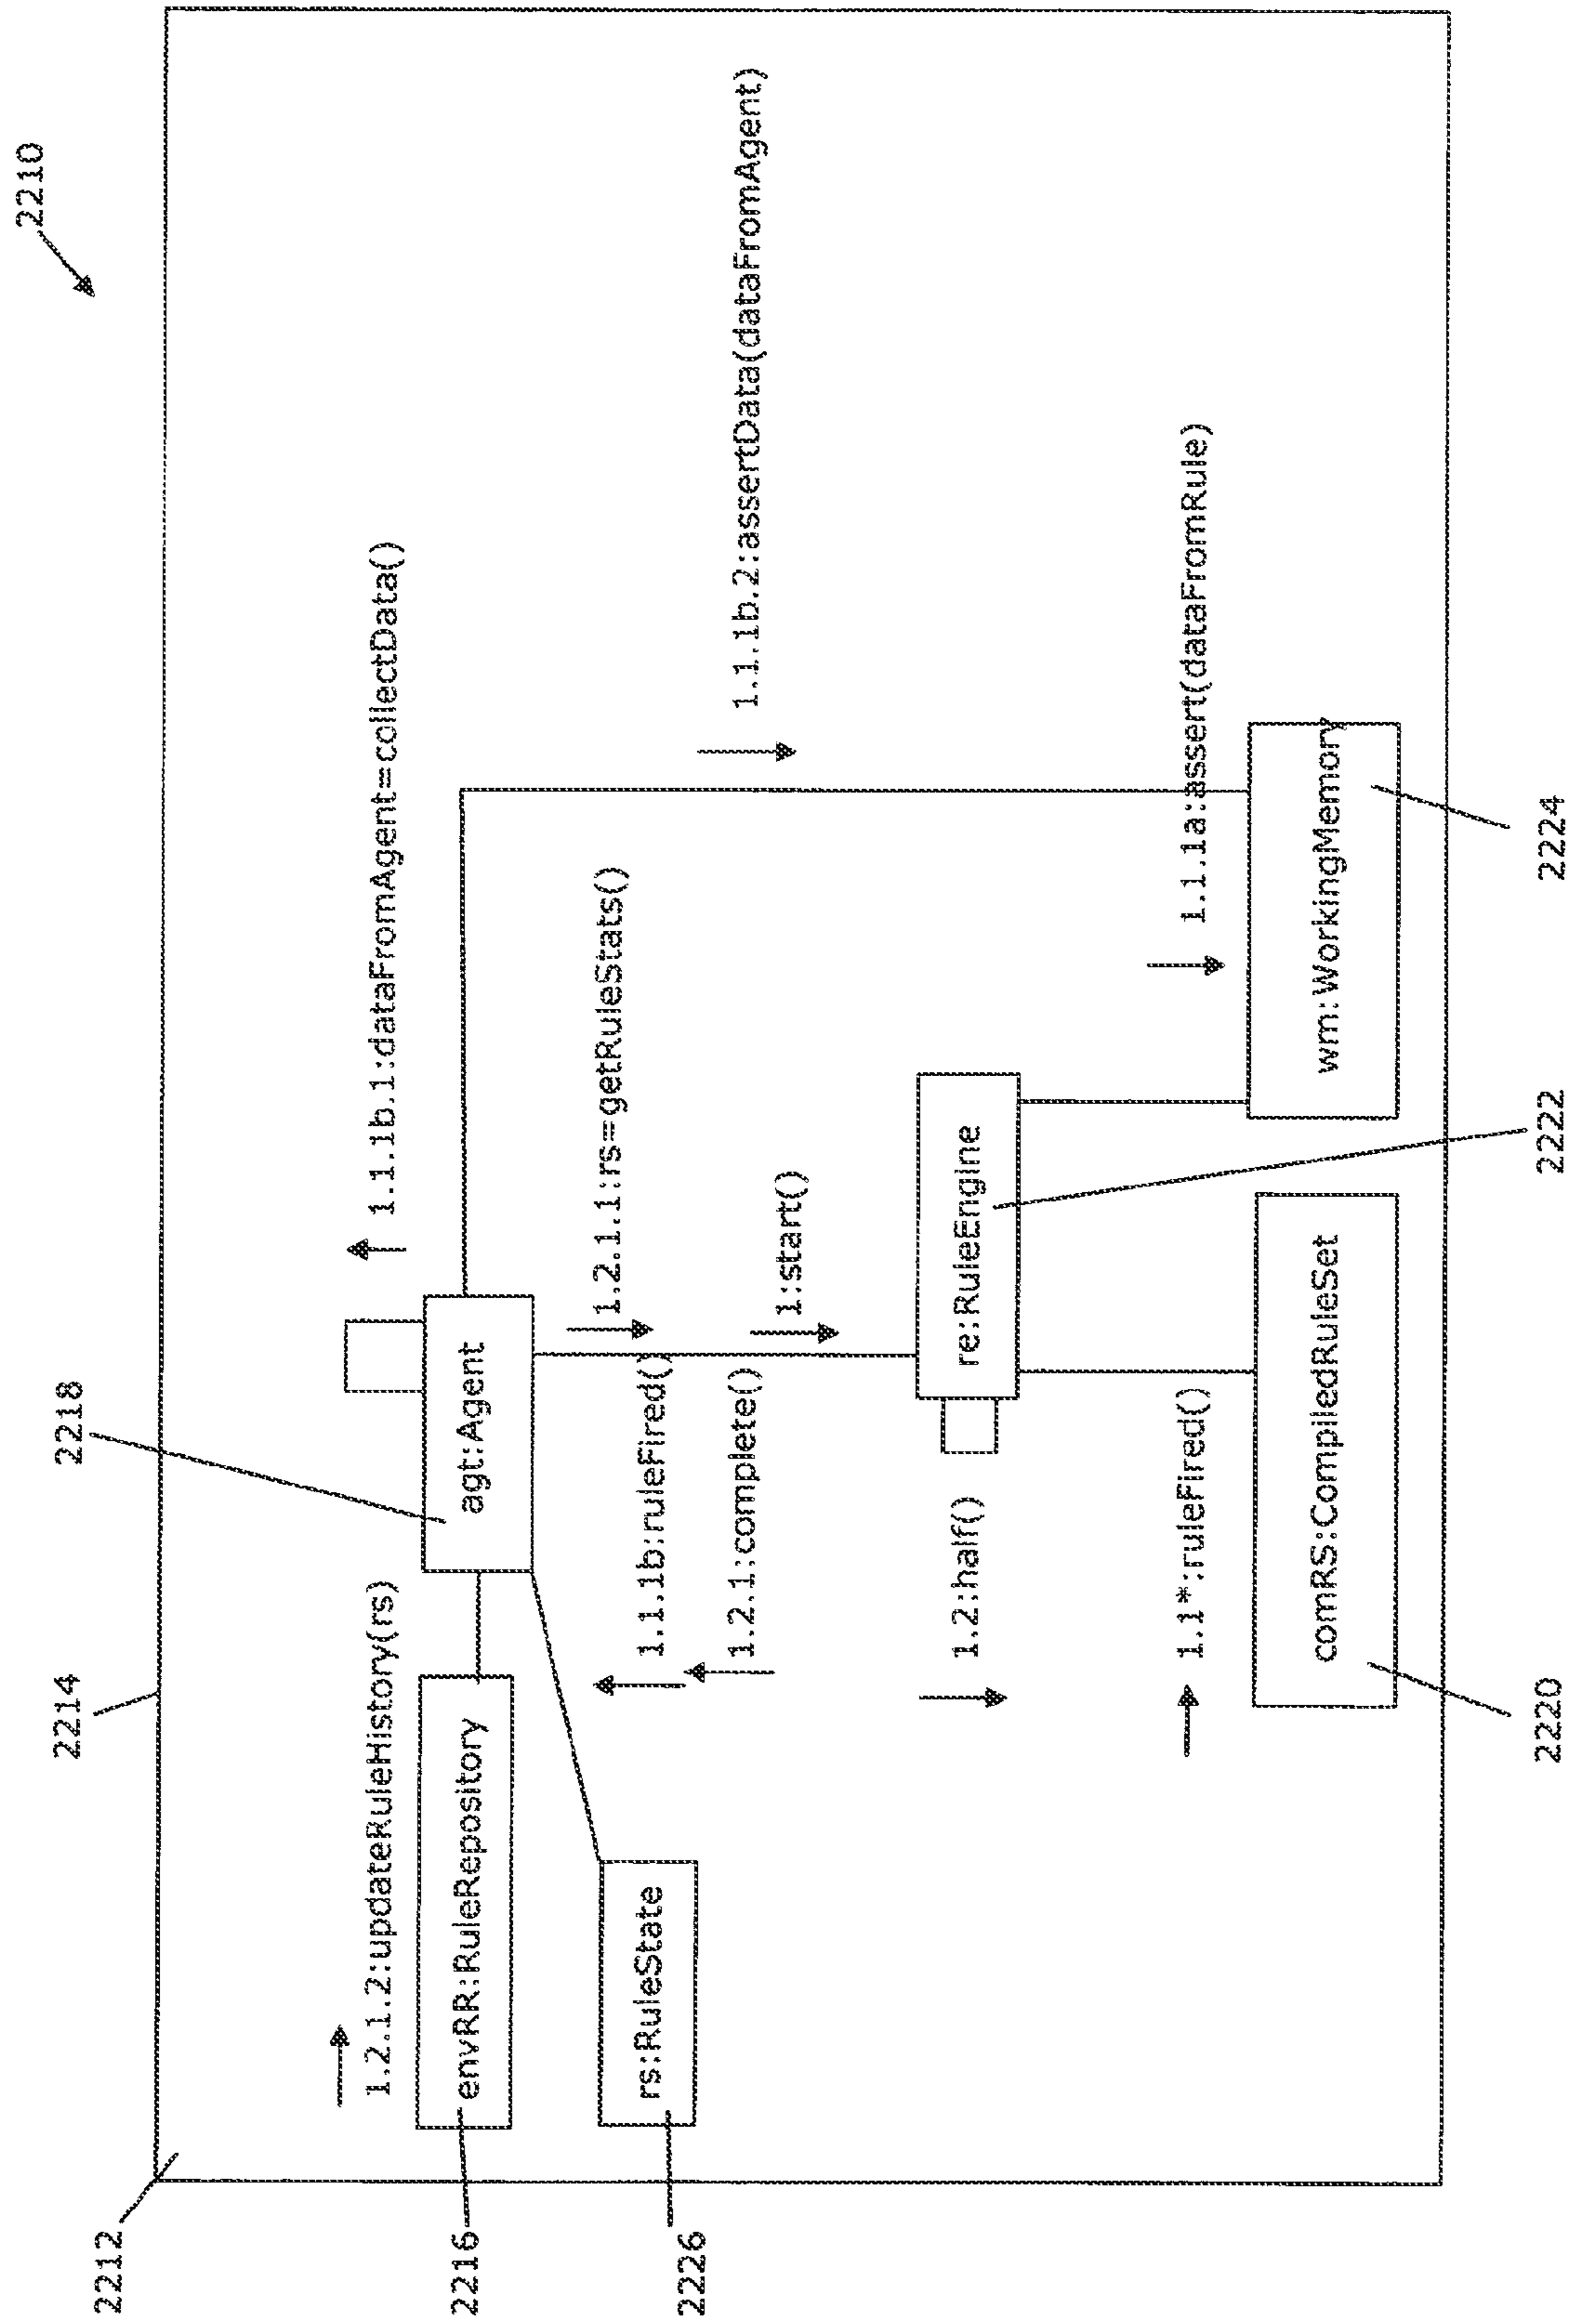 2210
2214
2218
2212
1.2.1.2:updateRuleHistory(rs)
1.1.1b.1:dataFromAgent=collectData()
2216
envRR:RuleRepository
agt:Agent
1.2.1.1:rs=getRuleStats()
2226
rs:RuleState
1.1.1b:ruleFired()
1.2.1:complete()
1.1.1b.2:assertData(dataFromAgent)
1:start()
1.2:half()
re:RuleEngine
1.1*:ruleFired()
1.1.1a:assert(dataFromRule)
comRS:CompiledRuleSet
wm:WorkingMemory
2220
2222
2224